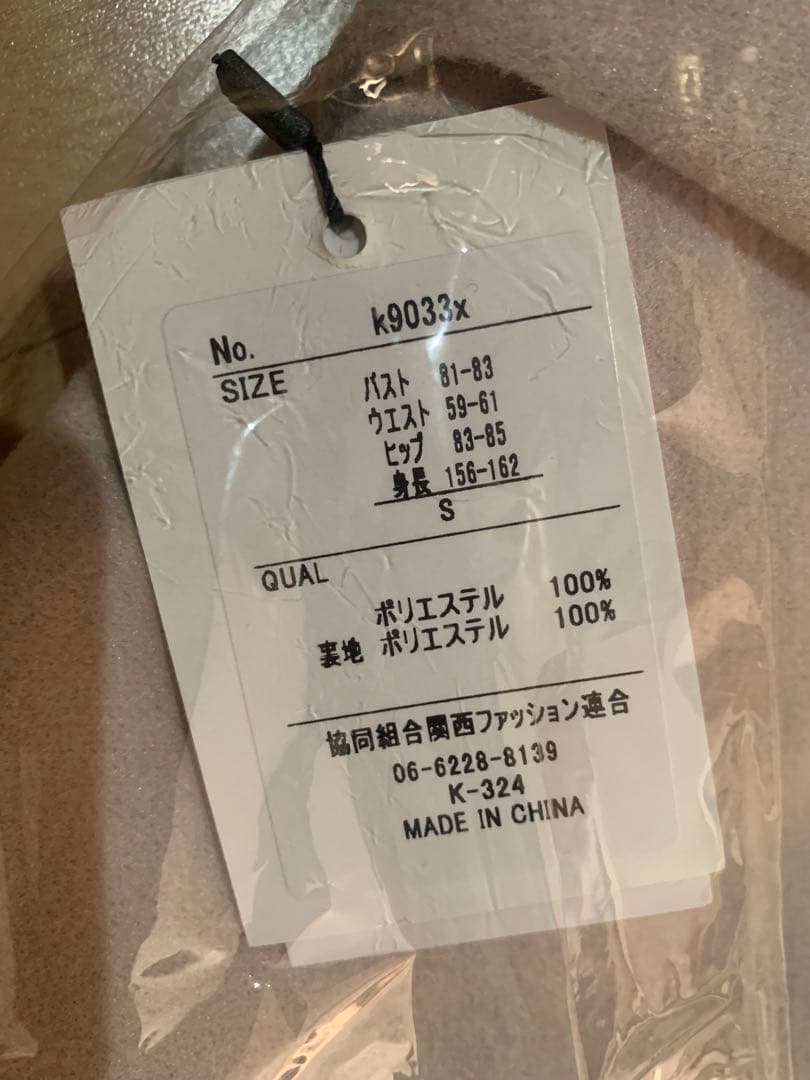 No. k9033x
SIZE バスト 81-83
ウエスト 59-61
ヒップ 83-85
身長 156-162
S
QUAL
ポリエステル 100%
裏地 ポリエステル 100%
協同組合関西ファッション連合
06-6228-8139
K-324
MADE IN CHINA